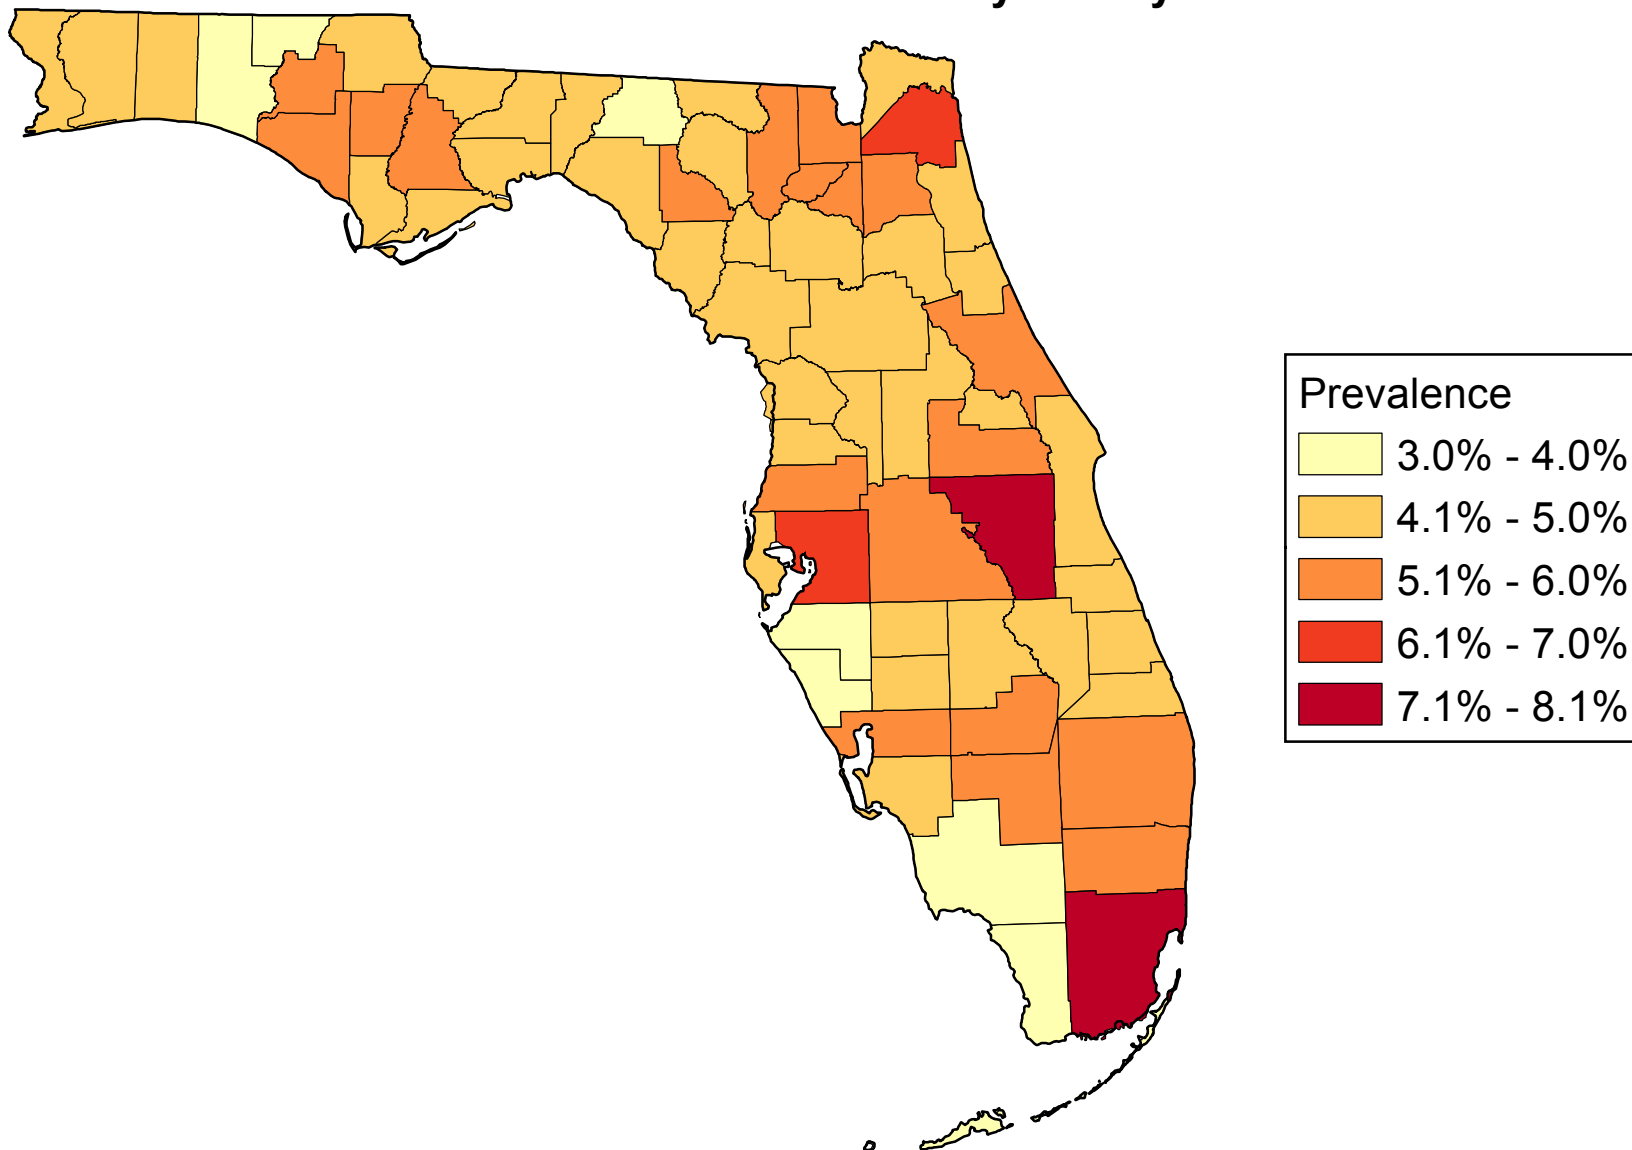 Prevalence
3.0% - 4.0%
4.1% - 5.0%
5.1% - 6.0%
6.1% - 7.0%
7.1% - 8.1%